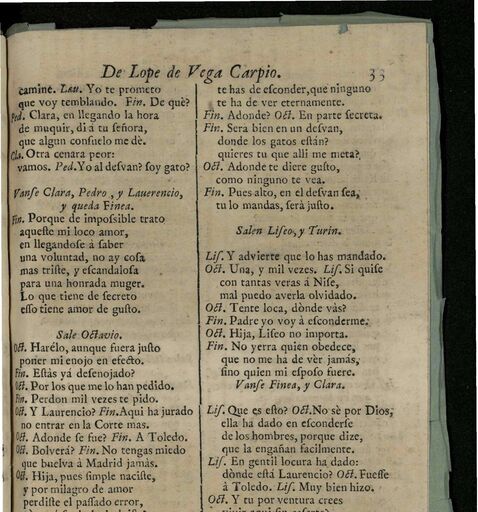 De Lope de Vega Carpio. 33
camine. Lau. Yo te prometo
que voy temblando. Fin. De què?
Ped. Clara, en llegando la hora
de muquir, dì a tu señora,
que algun consuelo me dè.
Cla. Otra cenara peor:
vamos. Ped. Yo al desvan? soy gato?
Vanse Clara, Pedro, y Lauerencio,
y queda Finea.
Fin. Porque de impossible trato
aqueste mi loco amor,
en llegandose à saber
una voluntad, no ay cosa
mas triste, y escandalosa
para una honrada muger.
Lo que tiene de secreto
esso tiene amor de gusto.
Sale Octavio.
Oct. Harélo, aunque fuera justo
poner mi enojo en efecto.
Fin. Estàs yá desenojado?
Oct. Por los que me lo han pedido.
Fin. Perdon mil vezes te pido.
Oct. Y Laurencio? Fin. Aqui ha jurado
no entrar en la Corte mas.
Oct. Adonde se fue? Fin. A Toledo.
Oct. Bolverá? Fin. No tengas miedo
que buelva á Madrid jamás.
Oct. Hija, pues simple naciste,
y por milagro de amor
perdiste el passado error,
te has de esconder, que ninguno
te ha de ver eternamente.
Fin. Adonde? Oct. En parte secreta.
Fin. Sera bien en un desvan,
donde los gatos estàn?
quieres tu que alli me meta?
Oct. Adonde te diere gusto,
como ninguno te vea.
Fin. Pues alto, en el desvan sea,
tu lo mandas, serà justo.
Salen Liseo, y Turin.
Lis. Y advierte que lo has mandado.
Oct. Una, y mil vezes. Lis. Si quise
con tantas veras á Nise,
mal puedo averla olvidado.
Oct. Tente loca, dònde vàs?
Fin. Padre yo voy á esconderme.
Oct. Hija, Liseo no importa.
Fin. No yerra quien obedece,
que no me ha de vèr jamàs,
sino quien mi esposo fuere.
Vanse Finea, y Clara.
Lis. Que es esto? Oct. No sè por Dios,
ella ha dado en esconderse
de los hombres, porque dize,
que la engañan facilmente.
Lis. En gentil locura ha dado:
dònde està Laurencio? Oct. Fuesse
à Toledo. Lis. Muy bien hizo.
Oct. Y tu por ventura crees